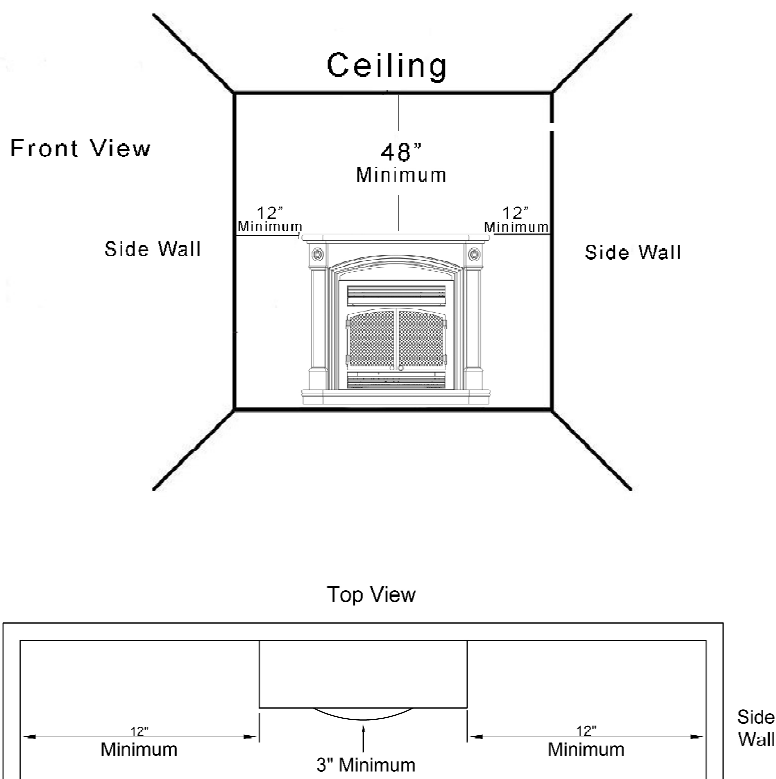 Ceiling
Front View
48”
Minimum
12”
Minimum
12”
Minimum
Side Wall
Side Wall
Top View
12"
Minimum
3" Minimum
12"
Minimum
Side
Wall